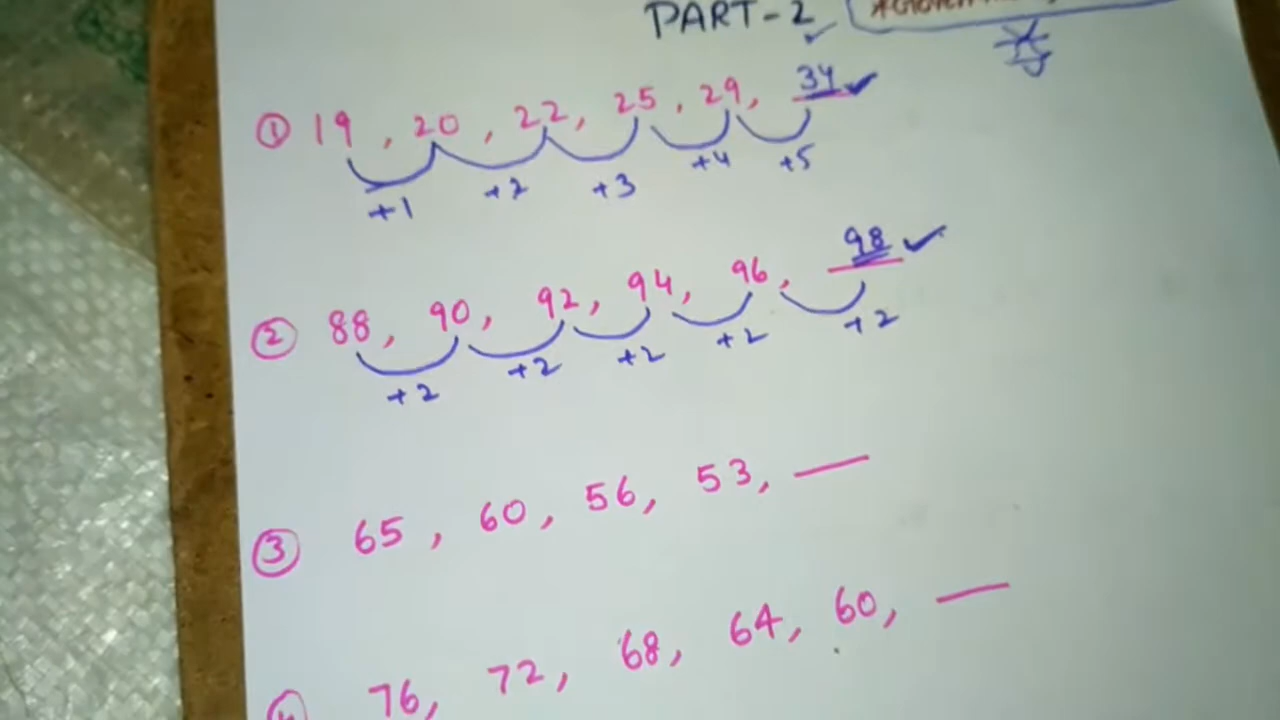 PART-2
① 19, 20, 22, 25, 29, 34
+1 +2 +3 +4 +5
② 88, 90, 92, 94, 96, 98
+2 +2 +2 +2 +2
③ 65, 60, 56, 53,
④ 76, 72, 68, 64, 60,